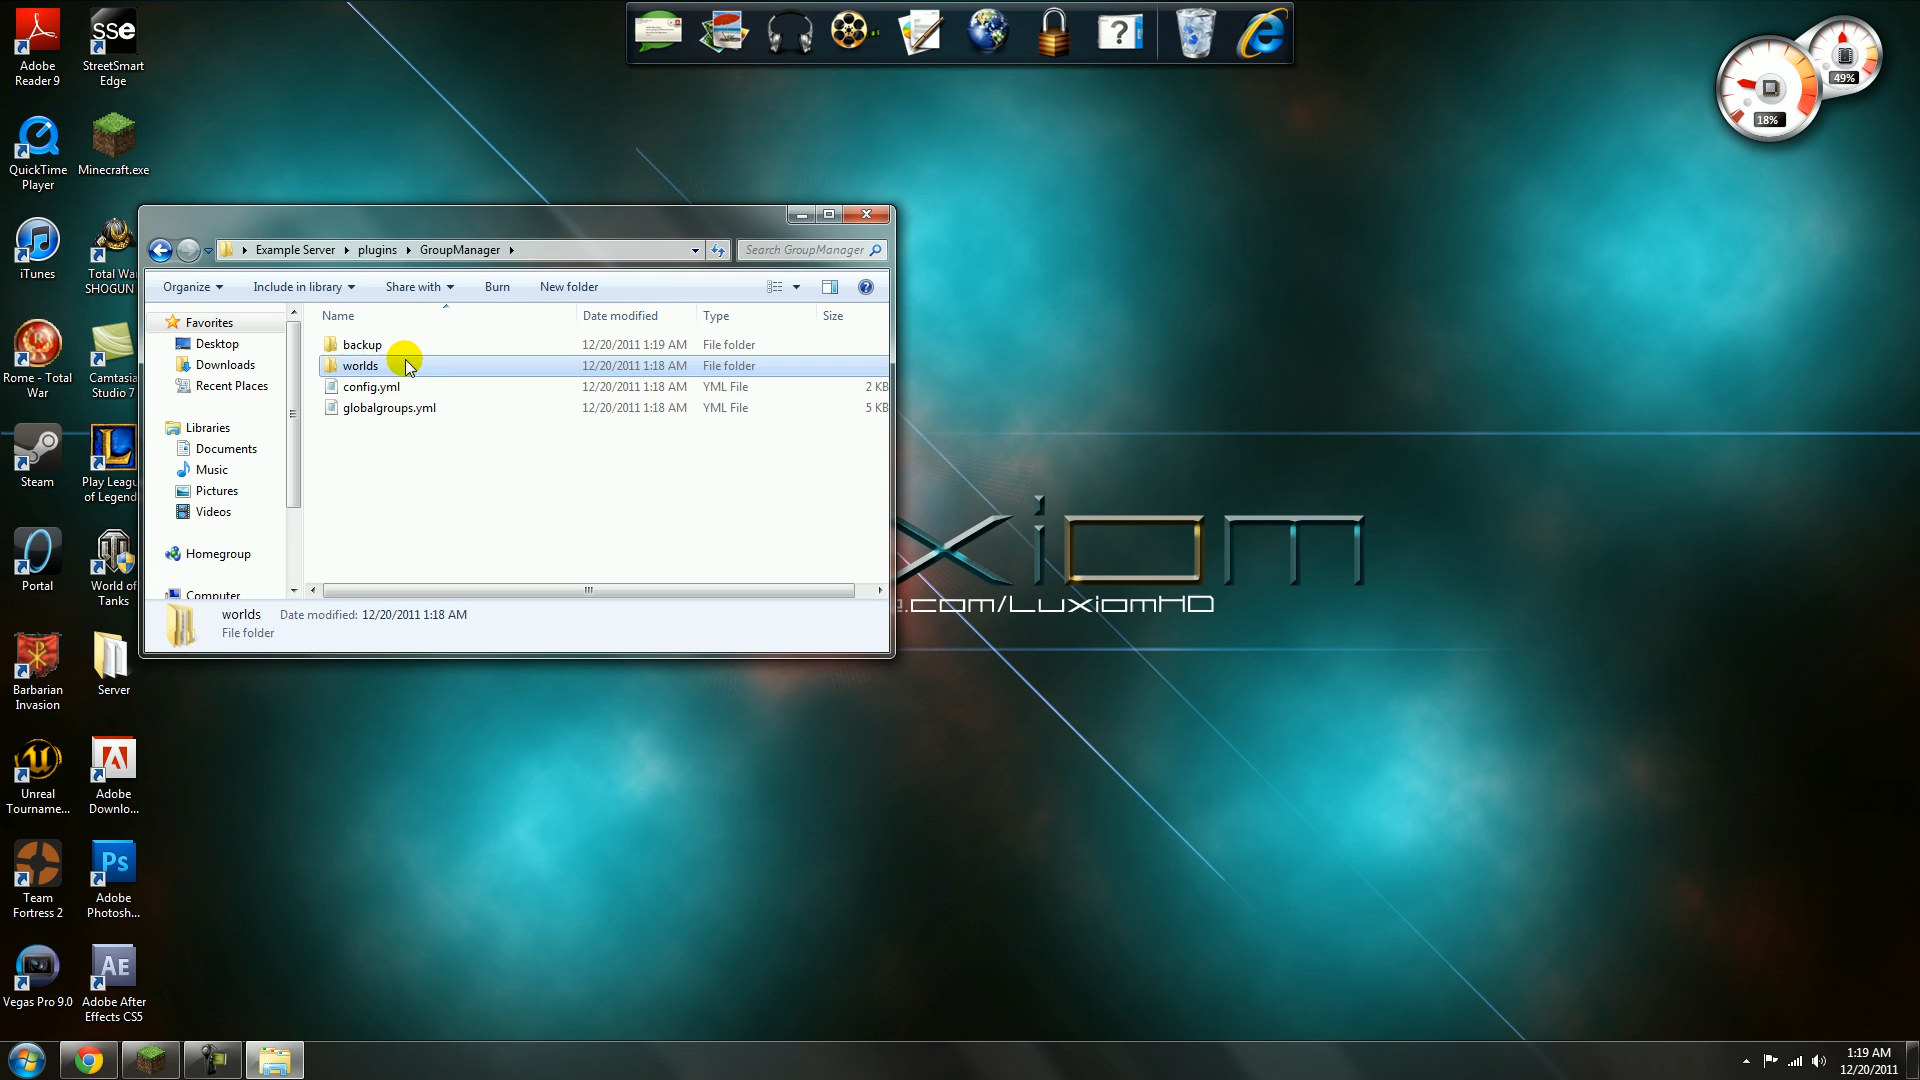 Adobe
Reader 9
StreetSmart
Edge
QuickTime
Player
Minecraft.exe
iTunes
Total Wa
SHOGUN
Rome - Total
War
Camtasia
Studio 7
Steam
Play Leagu
of Legend
Portal
World of
Tanks
Barbarian
Invasion
Server
Unreal
Tourname...
Adobe
Downlo...
Team
Fortress 2
Adobe
Photosh...
Vegas Pro 9.0
Adobe After
Effects CS5
49%
18%
Example Server
plugins
GroupManager
Search GroupManager
Organize
Include in library
Share with
Burn
New folder
Name
Date modified
Type
Size
Favorites
Desktop
Downloads
Recent Places
Libraries
Documents
Music
Pictures
Videos
Homegroup
Computer
backup 12/20/2011 1:19 AM File folder
worlds 12/20/2011 1:18 AM File folder
config.yml 12/20/2011 1:18 AM YML File 2 KB
globalgroups.yml 12/20/2011 1:18 AM YML File 5 KB
worlds Date modified: 12/20/2011 1:18 AM
File folder
xiom
e.com/LuxiomHD
1:19 AM
12/20/2011